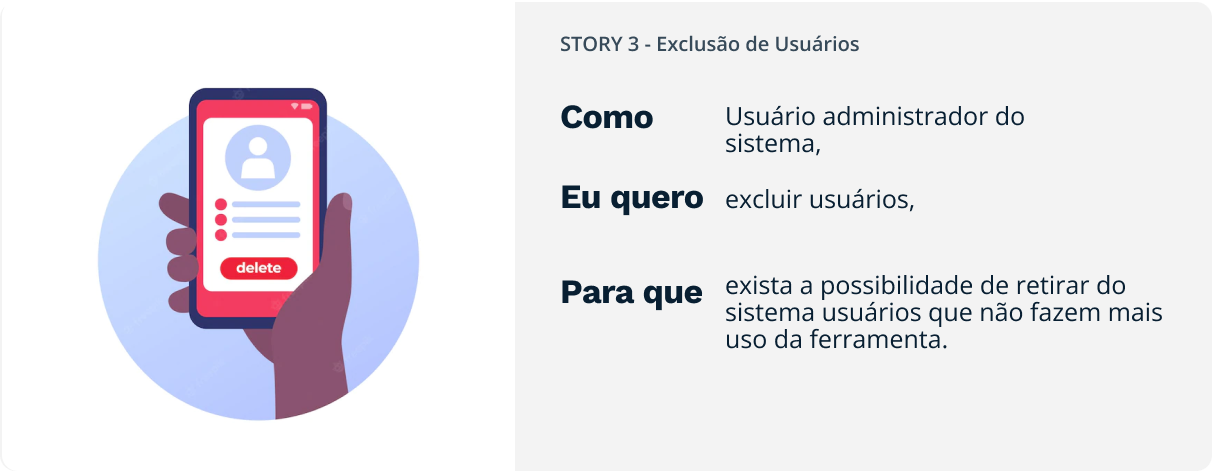 STORY 3 - Exclusão de Usuários
Como
Usuário administrador do
sistema,
Eu quero
excluir usuários,
Para que
exista a possibilidade de retirar do
sistema usuários que não fazem mais
uso da ferramenta.
delete